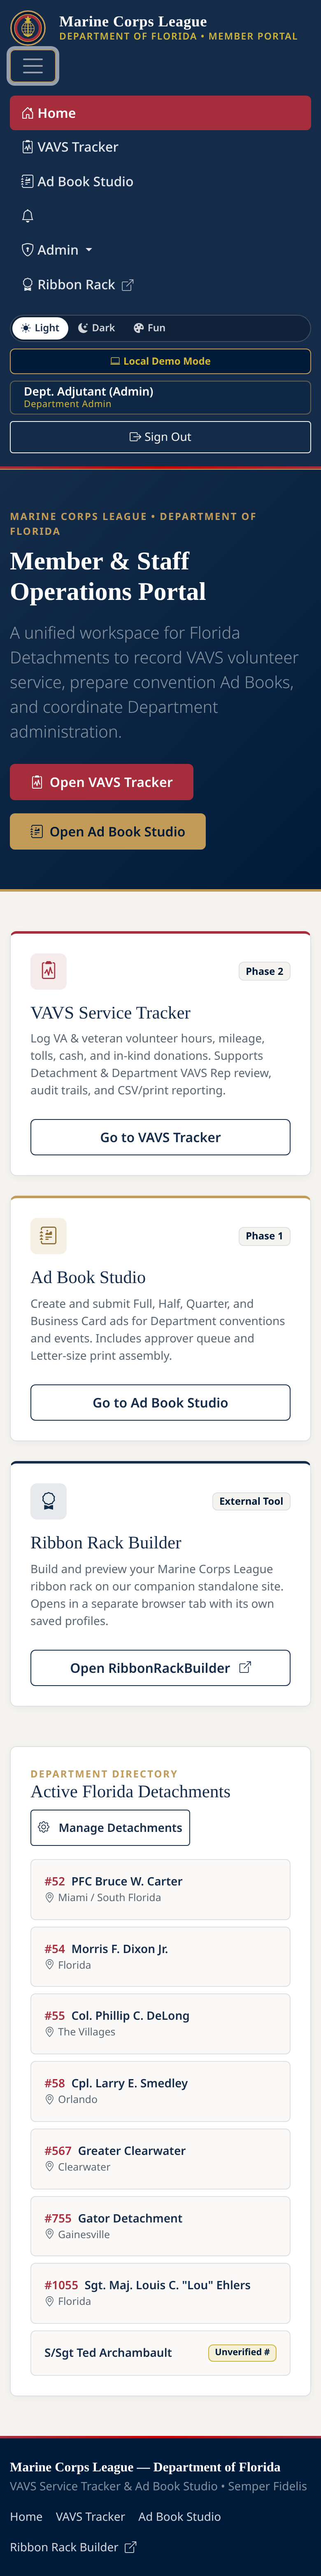 Marine Corps League
DEPARTMENT OF FLORIDA • MEMBER PORTAL
Home
VAVS Tracker
Ad Book Studio
Admin
Ribbon Rack
Light Dark Fun
Local Demo Mode
Dept. Adjutant (Admin)
Department Admin
Sign Out
MARINE CORPS LEAGUE • DEPARTMENT OF
FLORIDA
Member & Staff
Operations Portal
A unified workspace for Florida
Detachments to record VAVS volunteer
service, prepare convention Ad Books,
and coordinate Department
administration.
Open VAVS Tracker
Open Ad Book Studio
Phase 2
VAVS Service Tracker
Log VA & veteran volunteer hours, mileage,
tolls, cash, and in-kind donations. Supports
Detachment & Department VAVS Rep review,
audit trails, and CSV/print reporting.
Go to VAVS Tracker
Phase 1
Ad Book Studio
Create and submit Full, Half, Quarter, and
Business Card ads for Department conventions
and events. Includes approver queue and
Letter-size print assembly.
Go to Ad Book Studio
External Tool
Ribbon Rack Builder
Build and preview your Marine Corps League
ribbon rack on our companion standalone site.
Opens in a separate browser tab with its own
saved profiles.
Open RibbonRackBuilder
DEPARTMENT DIRECTORY
Active Florida Detachments
Manage Detachments
#52 PFC Bruce W. Carter
Miami / South Florida
#54 Morris F. Dixon Jr.
Florida
#55 Col. Phillip C. DeLong
The Villages
#58 Cpl. Larry E. Smedley
Orlando
#567 Greater Clearwater
Clearwater
#755 Gator Detachment
Gainesville
#1055 Sgt. Maj. Louis C. "Lou" Ehlers
Florida
S/Sgt Ted Archambault Unverified #
Marine Corps League — Department of Florida
VAVS Service Tracker & Ad Book Studio • Semper Fidelis
Home VAVS Tracker Ad Book Studio
Ribbon Rack Builder